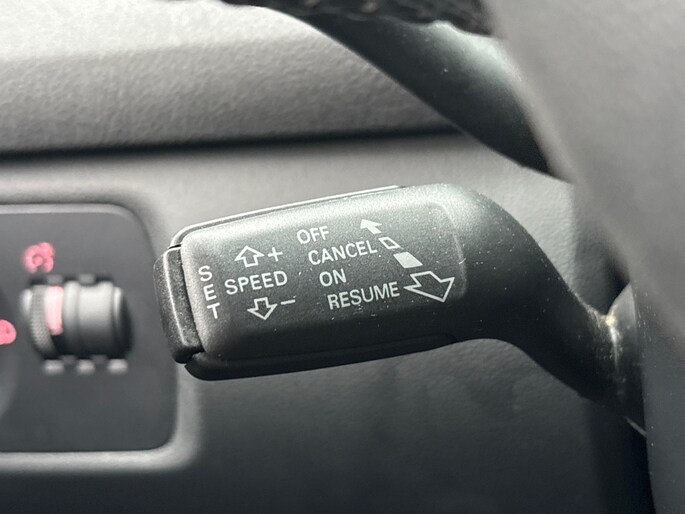 SET
+
SPEED
-
OFF
CANCEL
ON
RESUME